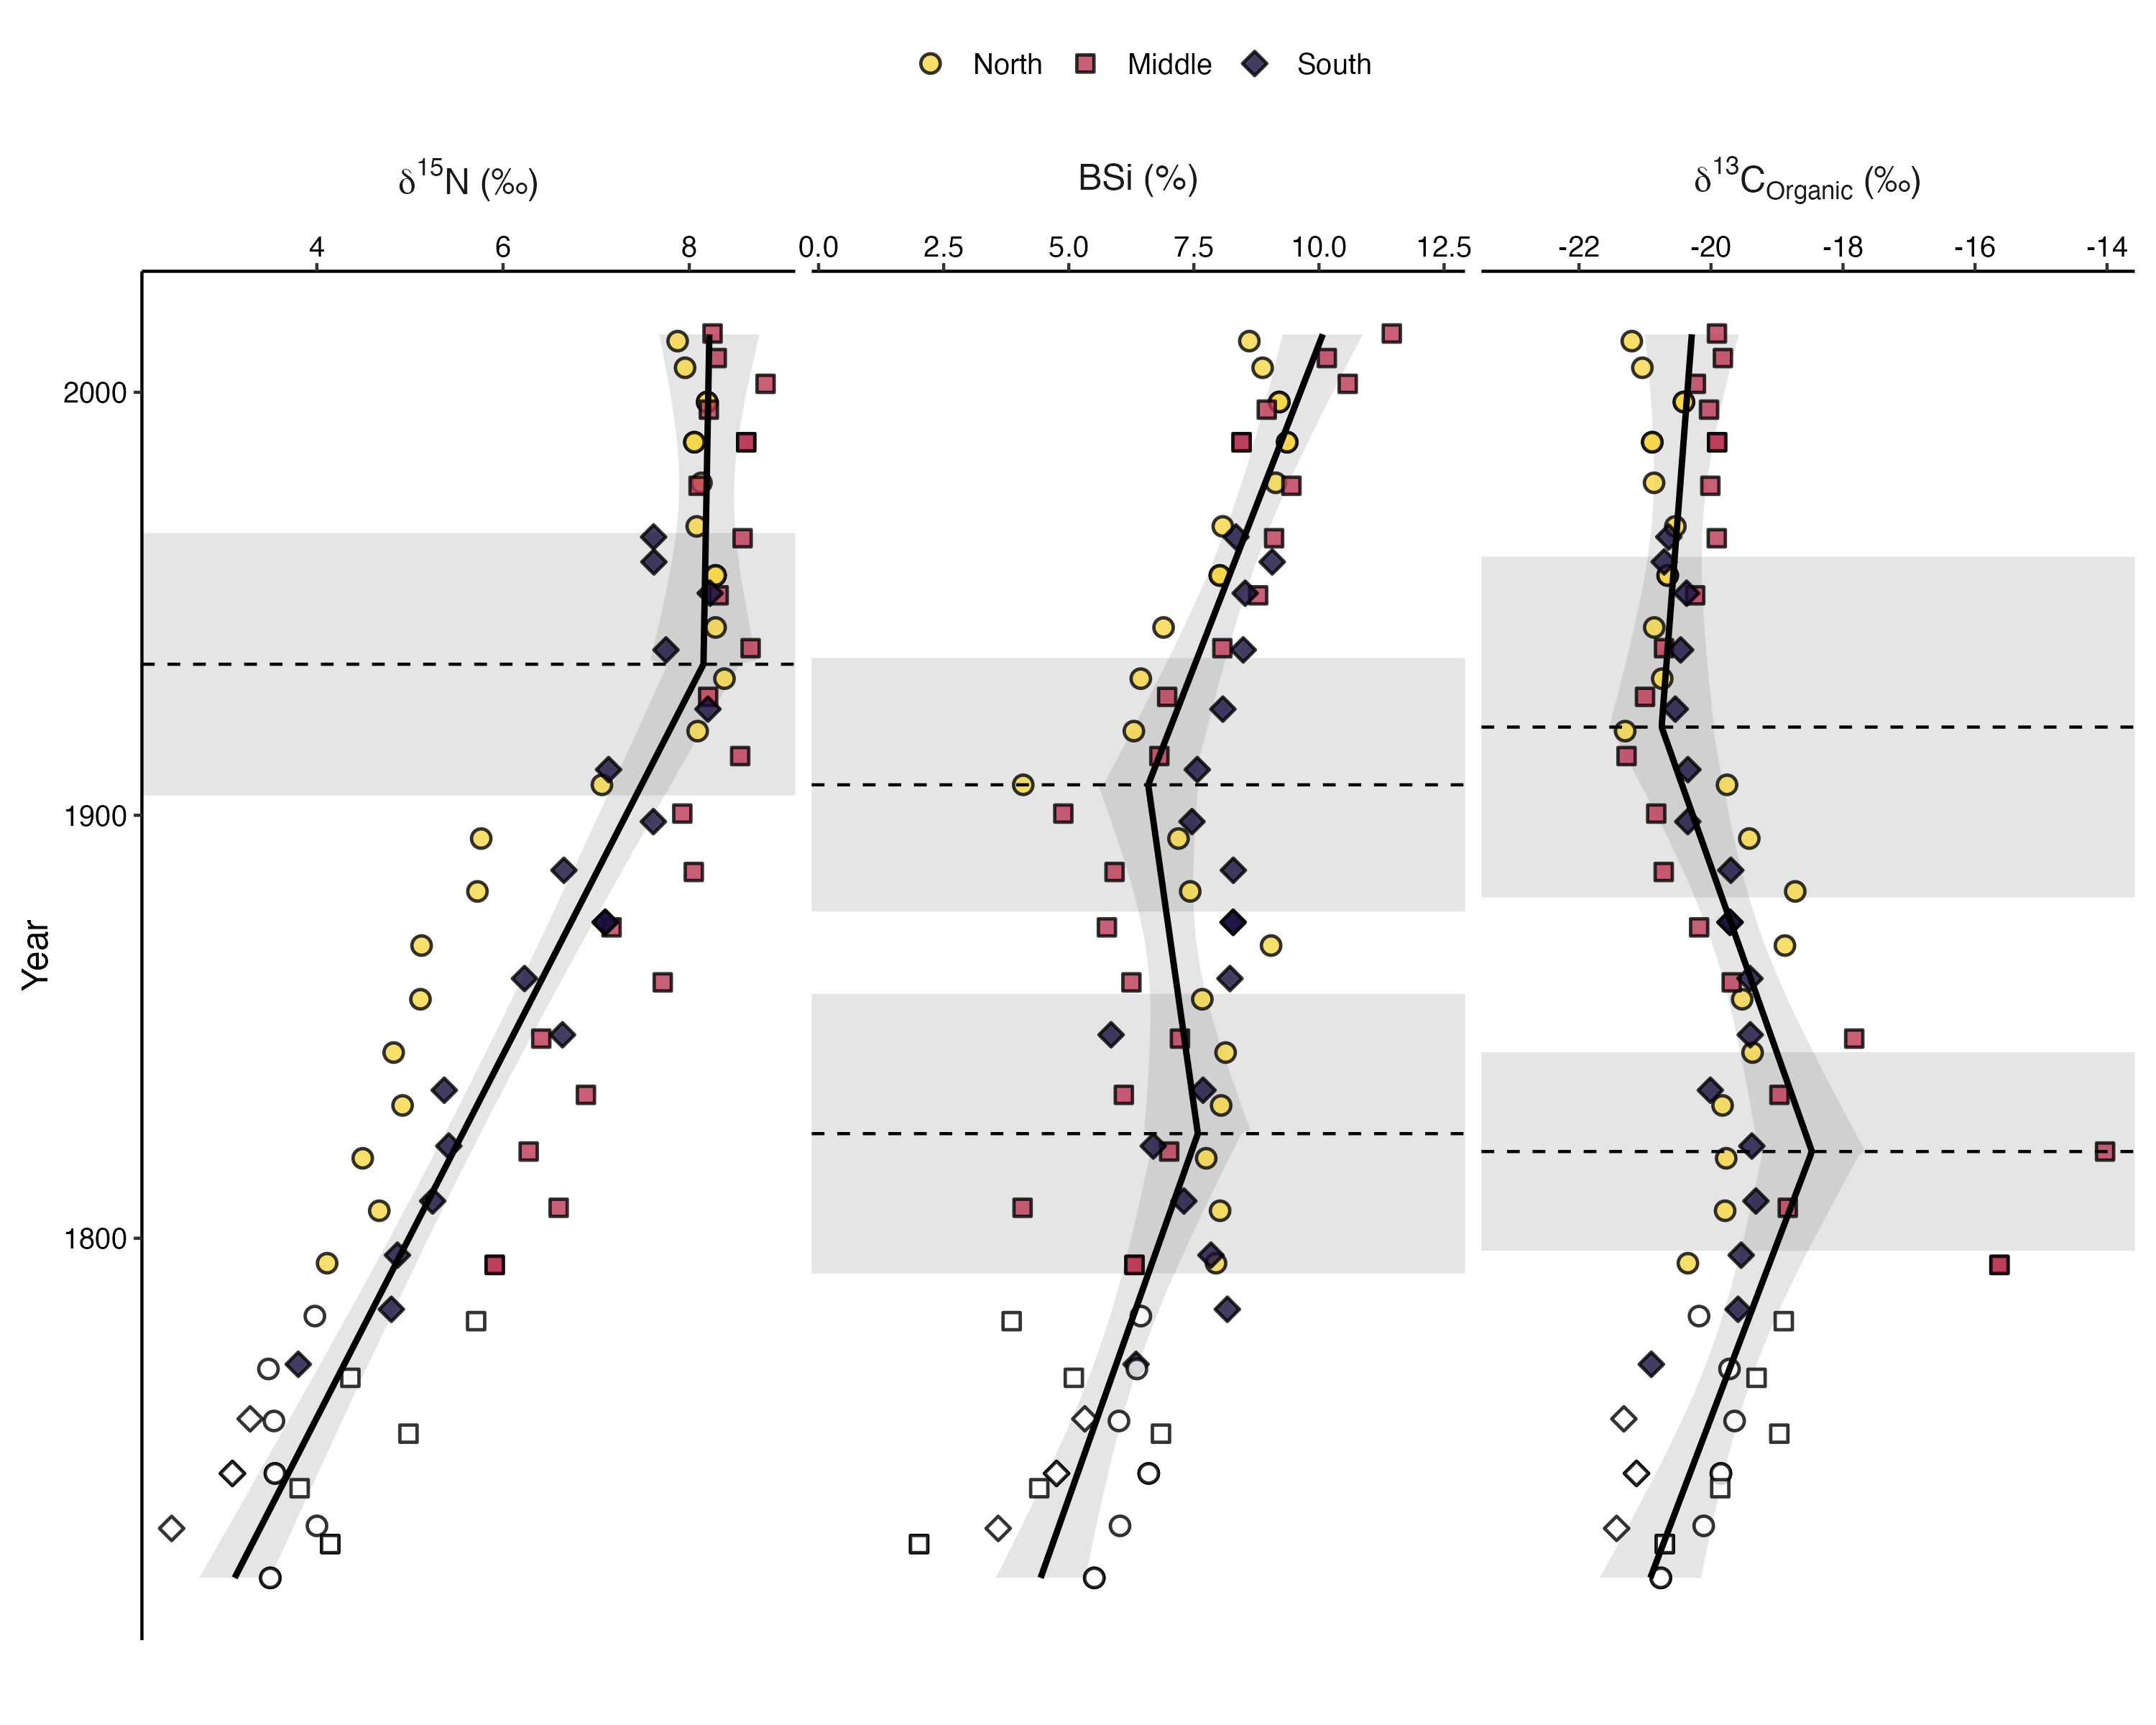 North Middle South
δ15N (‰) BSi (%) δ13COrganic (‰)
4 6 8 0.0 2.5 5.0 7.5 10.0 12.5 -22 -20 -18 -16 -14
2000
1900
Year
1800